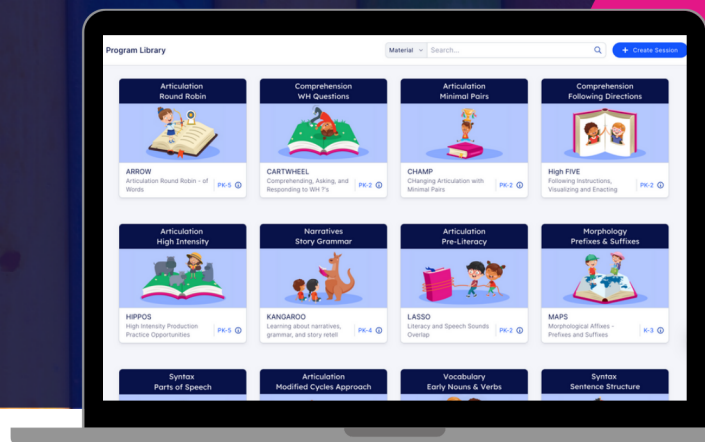 Program Library
Material
Search...
+ Create Session
Articulation
Round Robin
ARROW
Articulation Round Robin – of
Words
PK-5
Comprehension
WH Questions
CARTWHEEL
Comprehending, Asking, and
Responding to WH ?'s
PK-2
Articulation
Minimal Pairs
CHAMP
CHanging Articulation with
Minimal Pairs
PK-2
Comprehension
Following Directions
High FIVE
Following Instructions,
Visualizing and Enacting
PK-2
Articulation
High Intensity
HIPPOS
High Intensity Production
Practice Opportunities
PK-5
Narratives
Story Grammar
KANGAROO
Learning about narratives,
grammar, and story retell
PK-4
Articulation
Pre-Literacy
LASSO
Literacy and Speech Sounds
Overlap
PK-2
Morphology
Prefixes & Suffixes
MAPS
Morphological Affixes –
Prefixes and Suffixes
K-3
Syntax
Parts of Speech
Articulation
Modified Cycles Approach
Vocabulary
Early Nouns & Verbs
Syntax
Sentence Structure